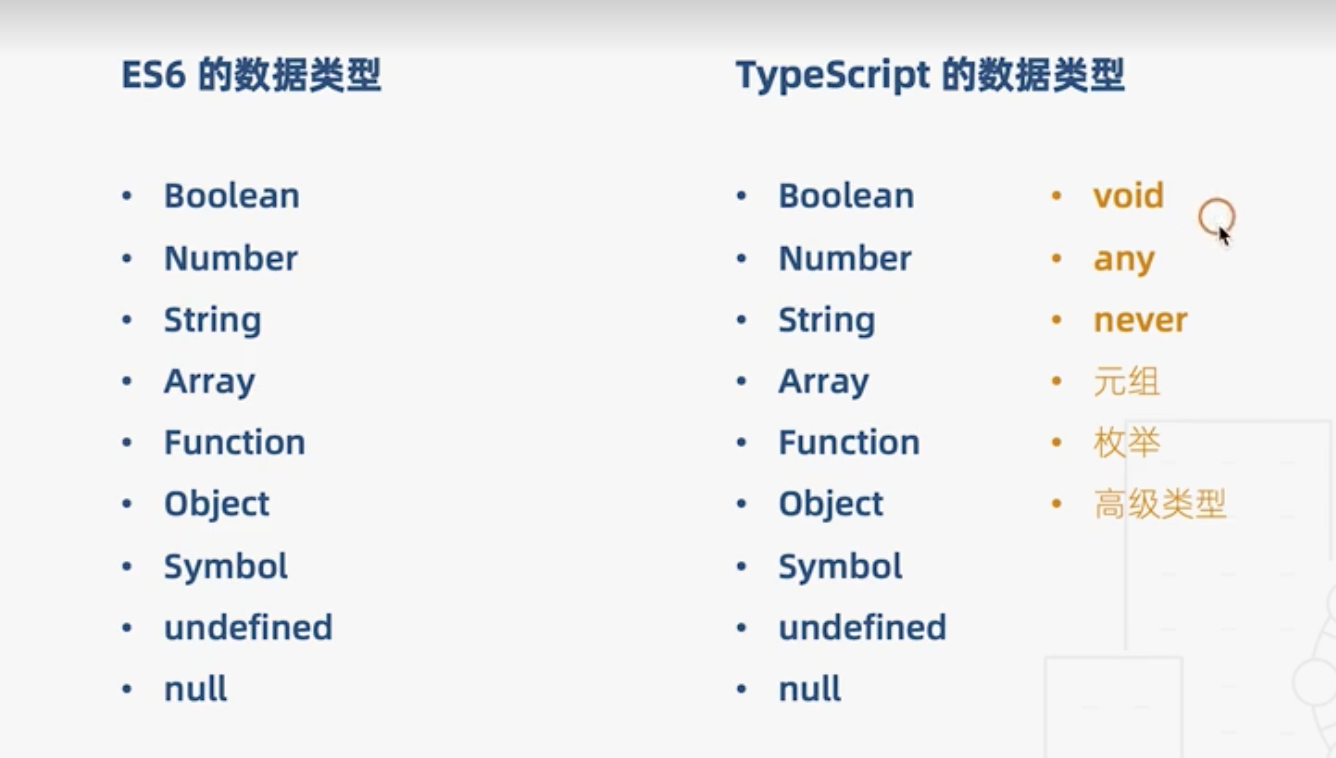 ES6 的数据类型
• Boolean
• Number
• String
• Array
• Function
• Object
• Symbol
• undefined
• null
TypeScript 的数据类型
• Boolean
• Number
• String
• Array
• Function
• Object
• Symbol
• undefined
• null
• void
• any
• never
• 元组
• 枚举
• 高级类型